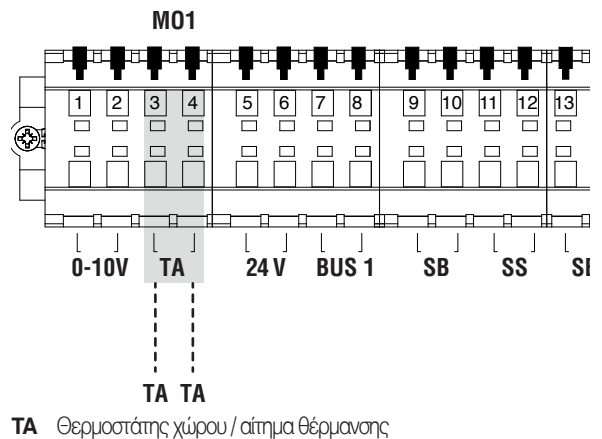 M01
1 2 3 4 5 6 7 8 9 10 11 12 13
0-10V TA 24 V BUS 1 SB SS
TA TA
TA Θερμοστάτης χώρου / αίτημα θέρμανσης